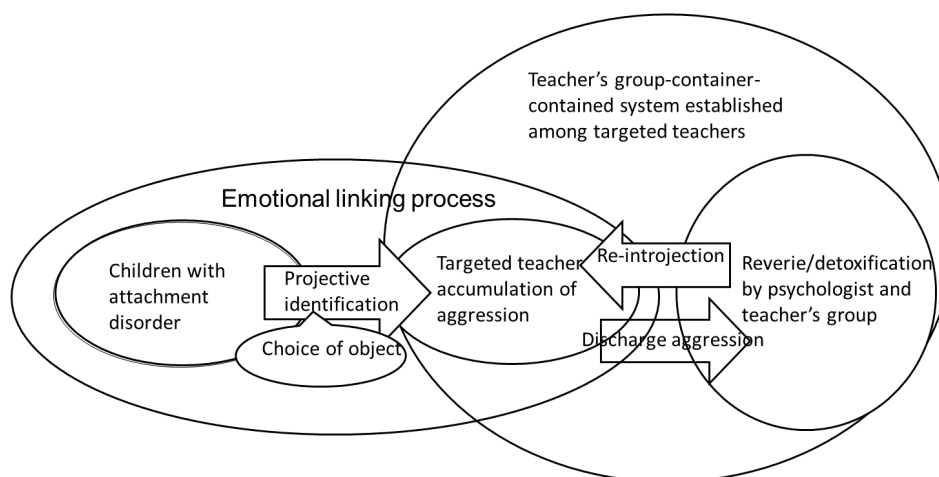 Teacher's group-container-
contained system established
among targeted teachers
Emotional linking process
Children with
attachment
disorder
Projective
identification
Choice of object
Targeted teacher
accumulation of
aggression
Re-introjection
Discharge aggression
Reverie/detoxification
by psychologist and
teacher's group